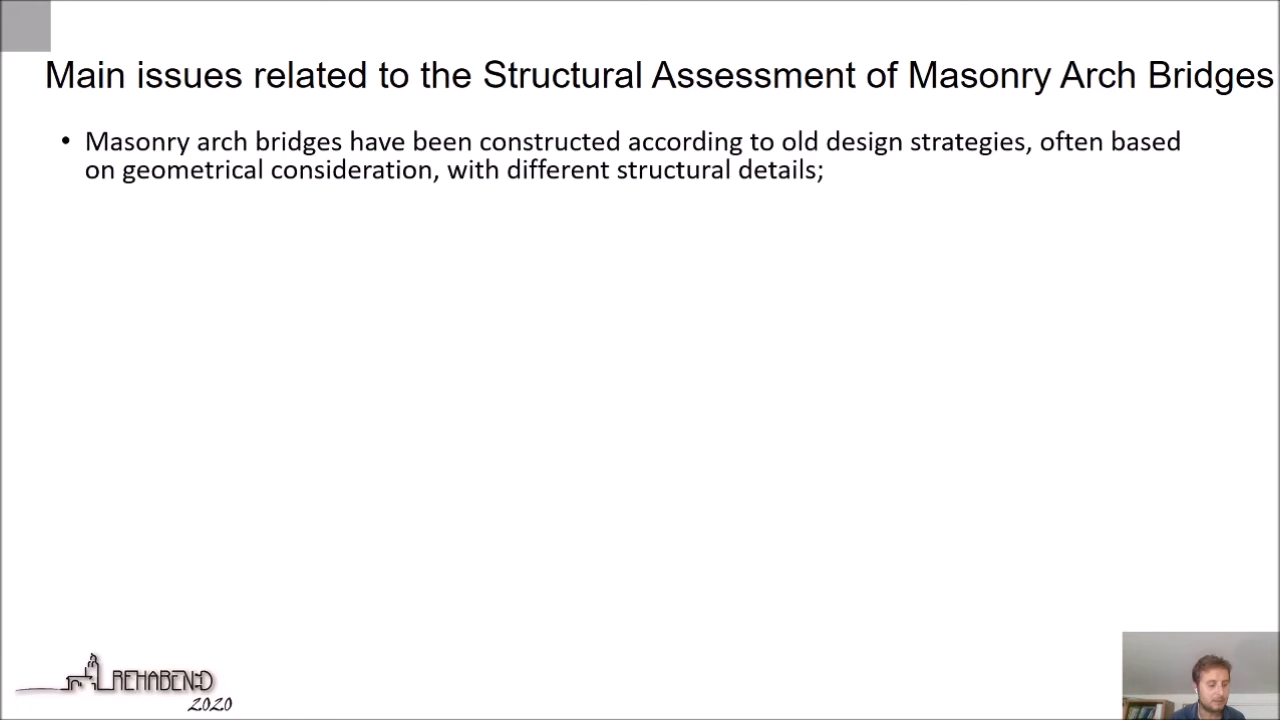 Main issues related to the Structural Assessment of Masonry Arch Bridges
• Masonry arch bridges have been constructed according to old design strategies, often based
on geometrical consideration, with different structural details;
REHABEND
2020